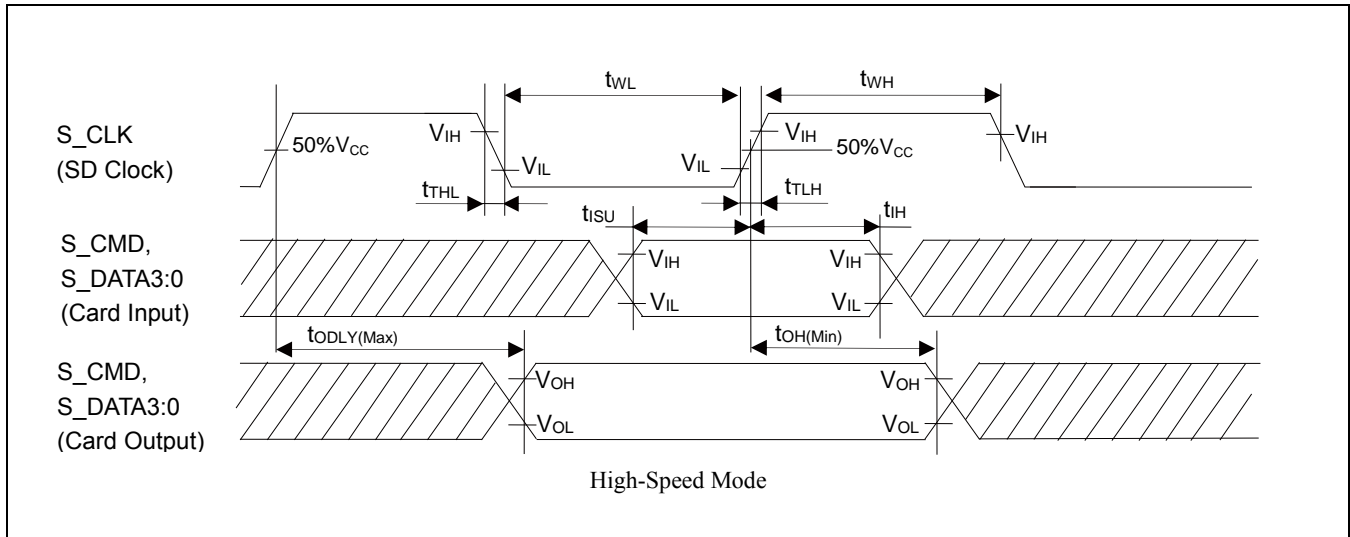 tWL
tWH
S_CLK
(SD Clock)
50%VCC
VIH
VIL
VIL
VIH
50%VCC
VIH
tTHL
tTLH
tISU
tIH
S_CMD,
S_DATA3:0
(Card Input)
VIH
VIL
VIH
VIL
tODLY(Max)
tOH(Min)
S_CMD,
S_DATA3:0
(Card Output)
VOH
VOL
VOH
VOL
High-Speed Mode